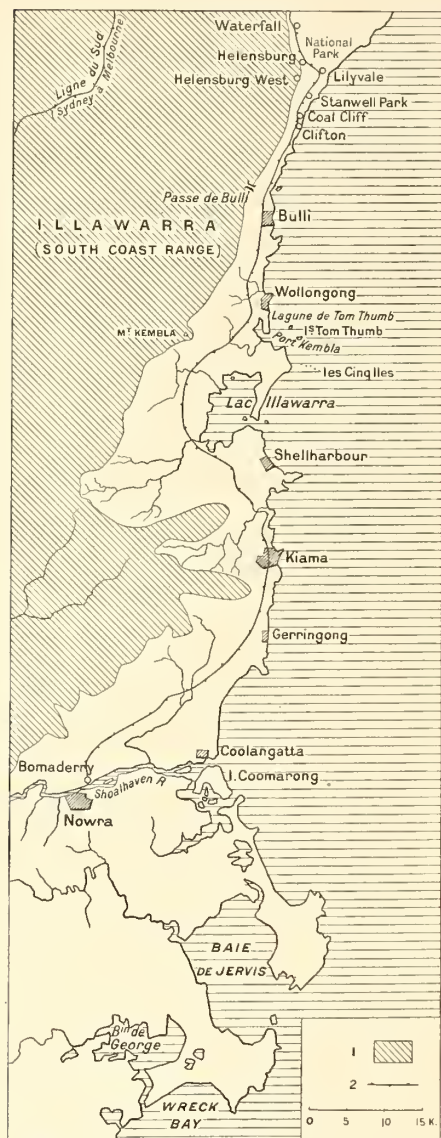 Waterfall
National
Park
Helensburg
Lilyvale
Helensburg West
Stanwell Park
Coal Cliff
Clifton
Ligne du Sud
(Sydney à Melbourne)
Passe de Bulli
Bulli
ILLAWARRA
(SOUTH COAST RANGE)
Wollongong
Lagune de Tom Thumb
Is Tom Thumb
Port Kembla
MT KEMBLA
les Cinq Iles
Lac Illawarra
Shellharbour
Kiama
Gerringong
Coolangatta
Bomaderry
I. Coomarong
Shoalhaven R
Nowra
BAIE
DE JERVIS
Bin de
George
WRECK
BAY
1
2
0 5 10 15 K.